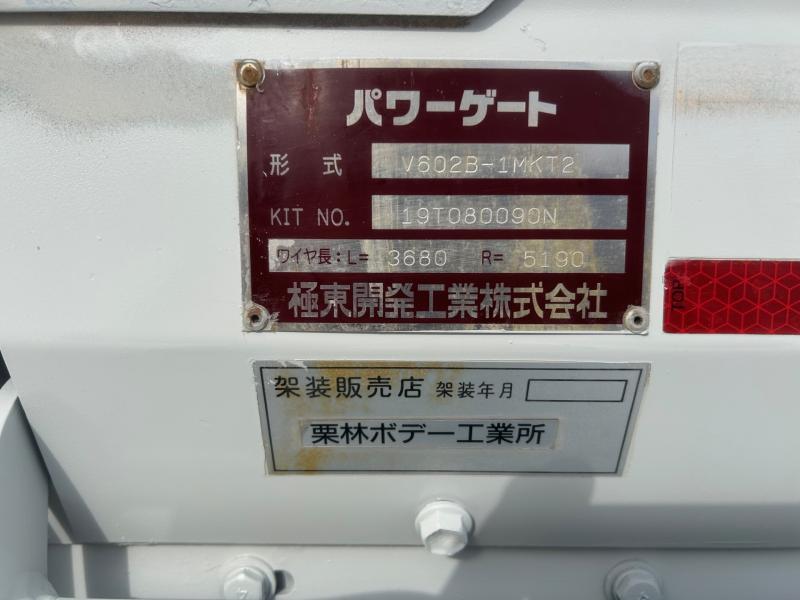 パワーゲート
形式 V602B-1MKT2
KIT NO. 19T080090N
ワイヤ長:L= 3680 R= 5190
極東開発工業株式会社
TOP
架装販売店 架装年月
栗林ボデー工業所